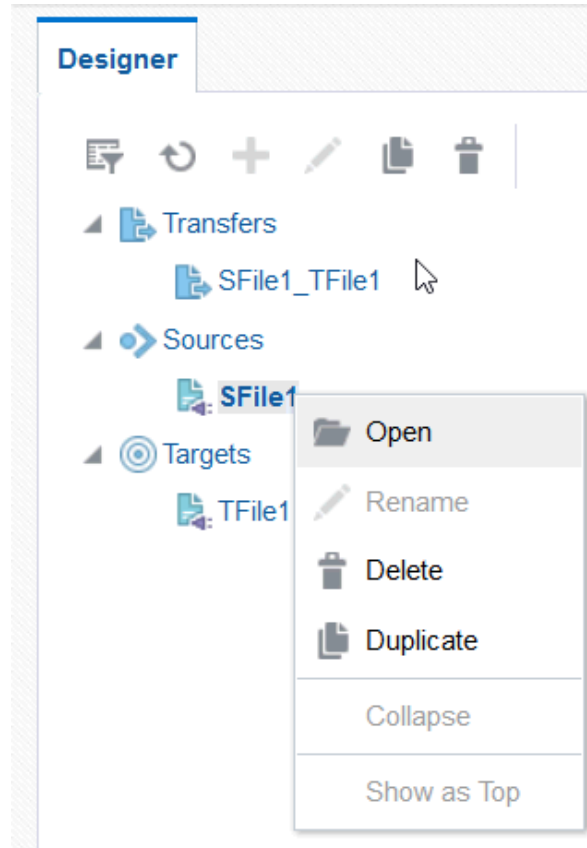 Designer
Transfers
SFile1_TFile1
Sources
SFile1
Open
Targets
Rename
TFile1
Delete
Duplicate
Collapse
Show as Top